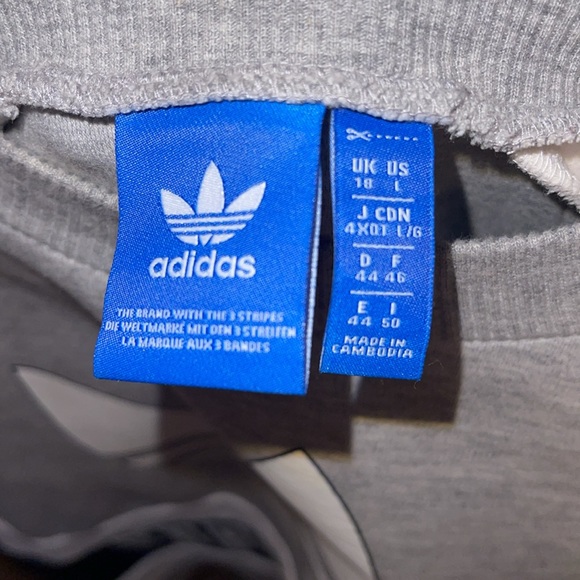 adidas
THE BRAND WITH THE 3 STRIPES
DIE WELTMARKE MIT DEN 3 STREIFEN
LA MARQUE AUX 3 BANDES
UK US
18 L
J CDN
4XOT L/G
D F
44 46
E I
44 50
MADE IN
CAMBODIA